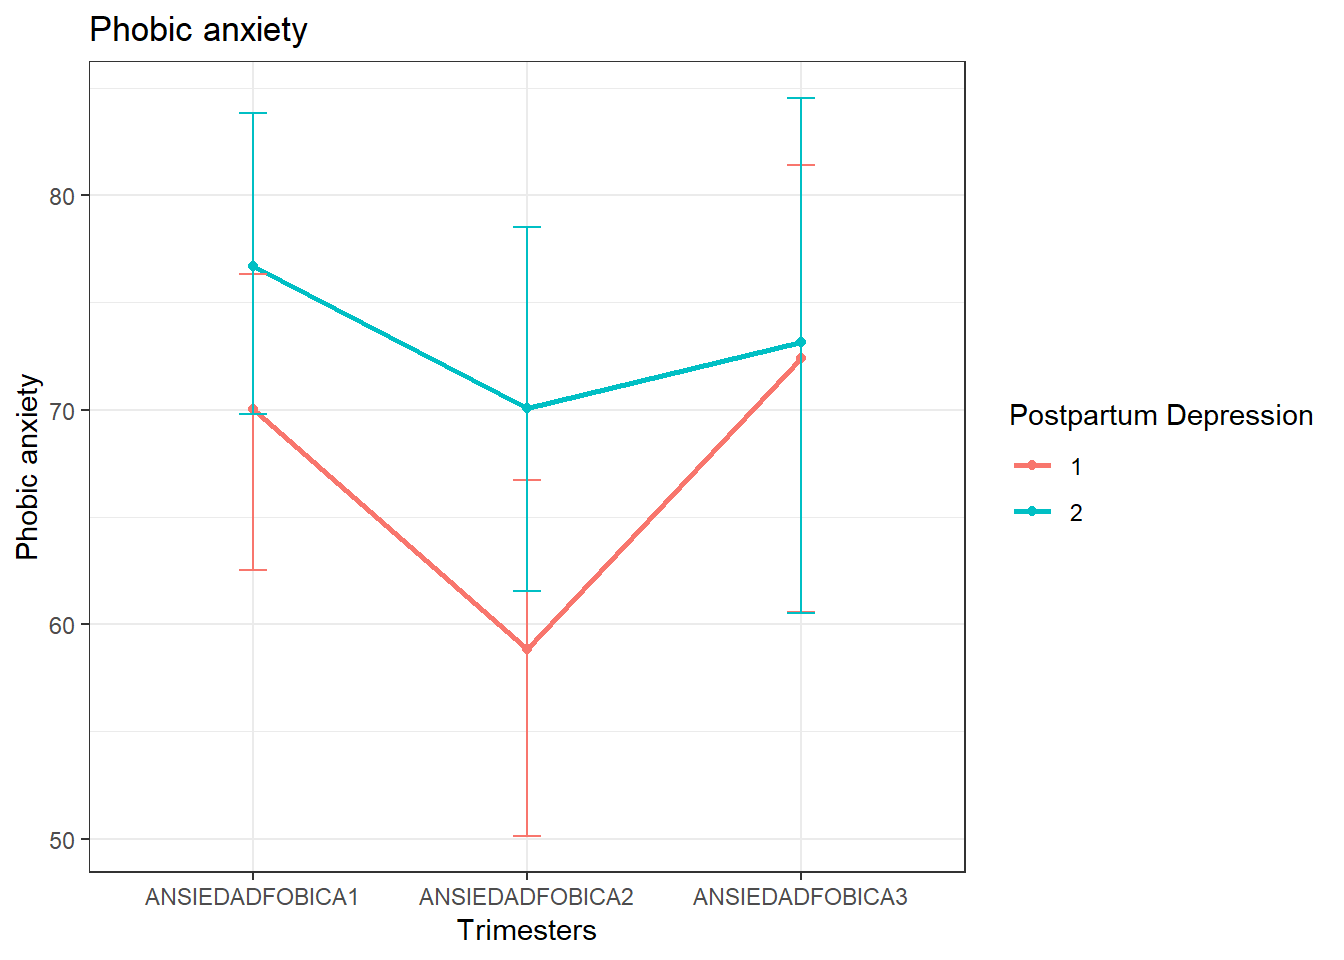 Phobic anxiety
80
70
60
50
Phobic anxiety
ANSIEDADFOBICA1 ANSIEDADFOBICA2 ANSIEDADFOBICA3
Trimesters
Postpartum Depression
1
2